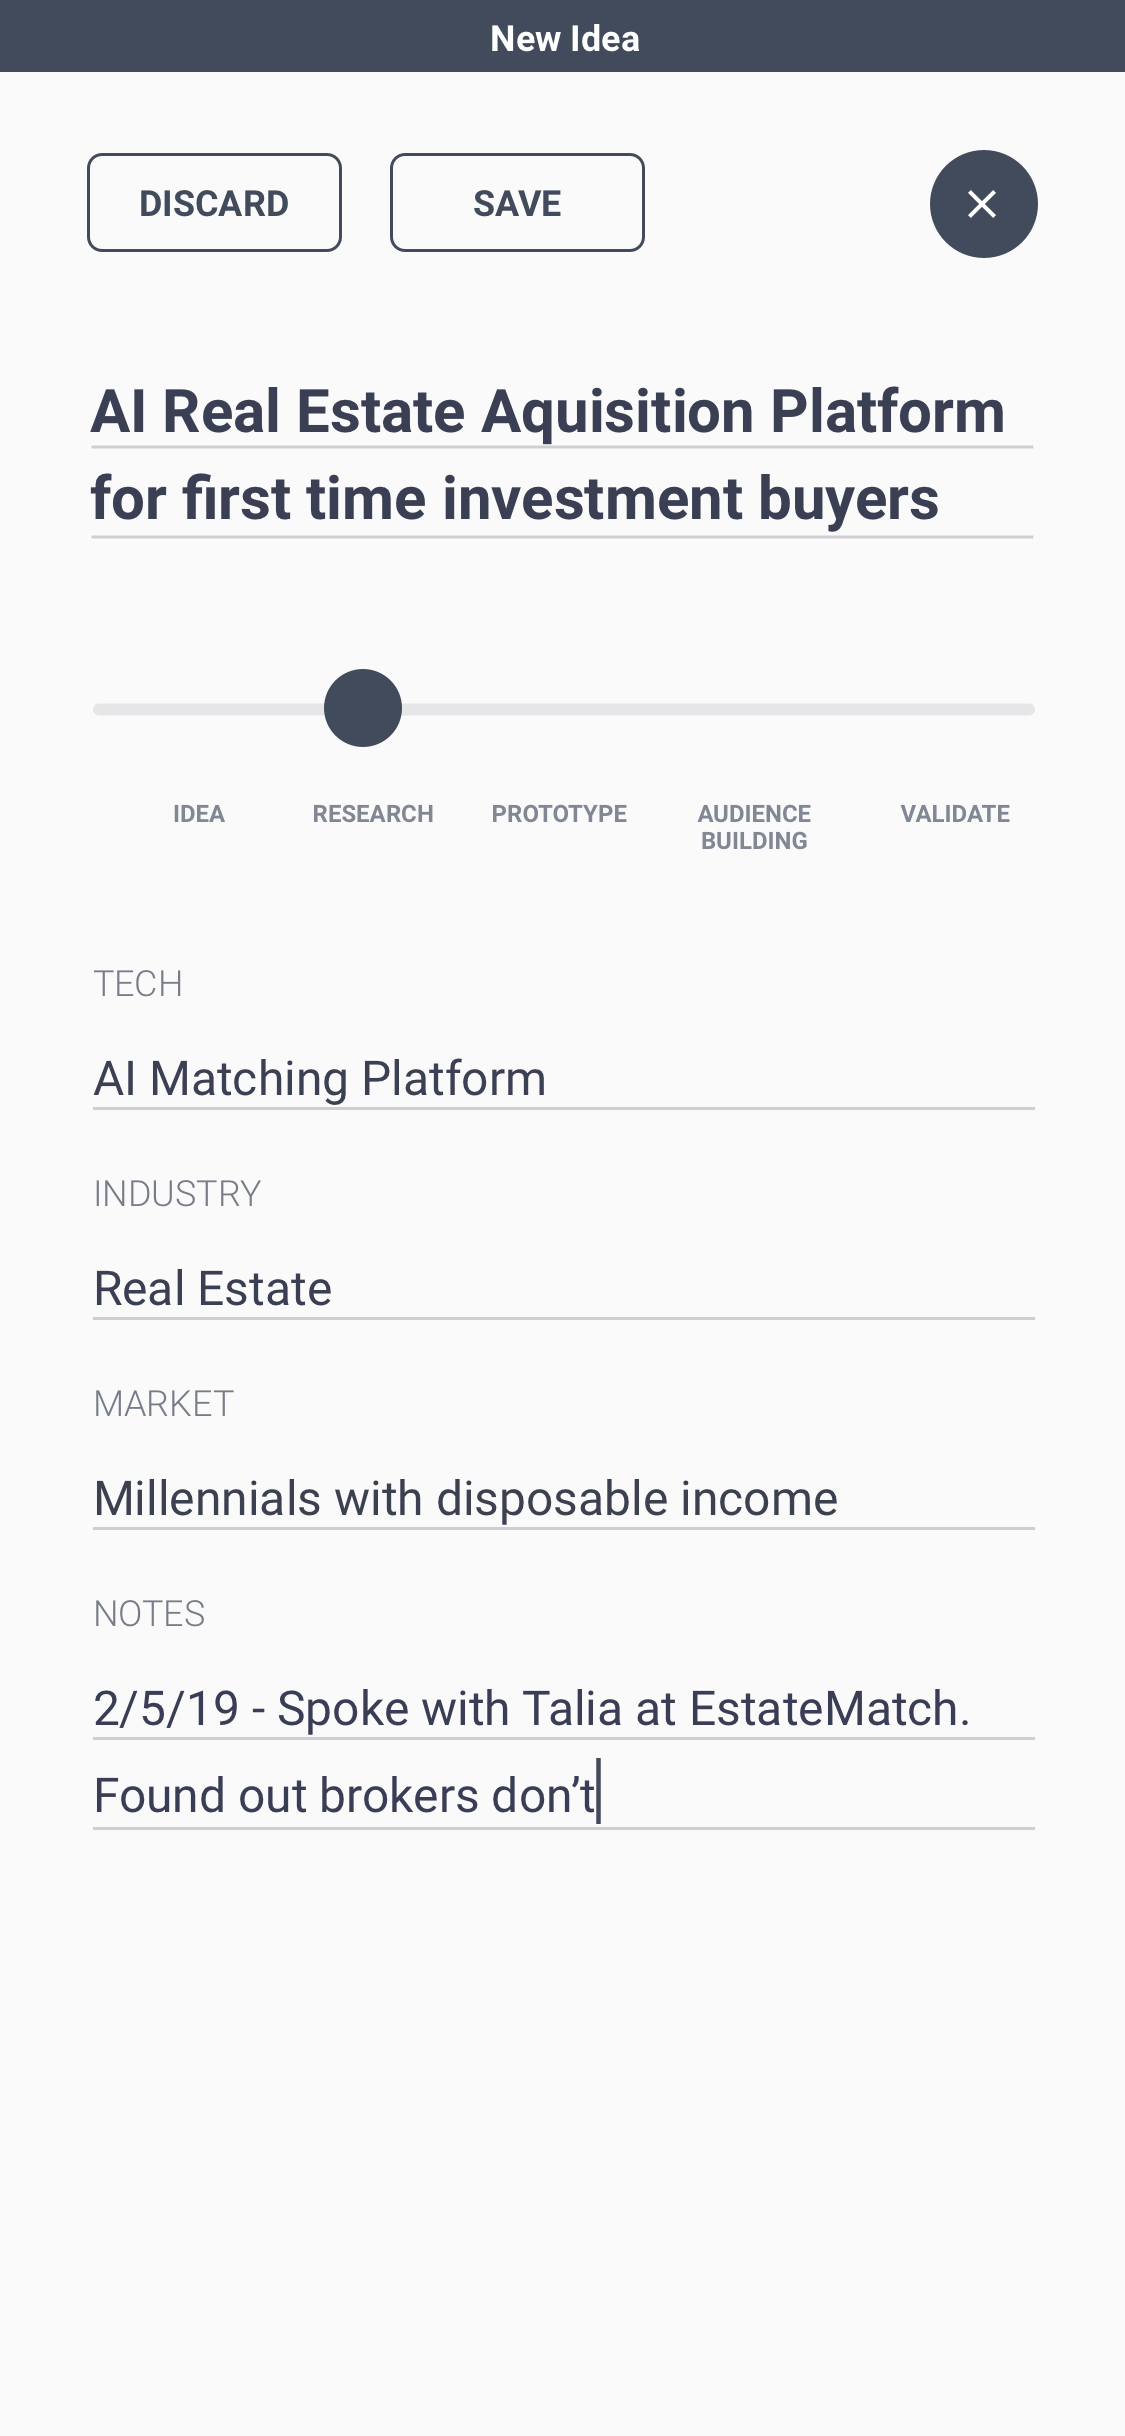 New Idea
DISCARD
SAVE
AI Real Estate Aquisition Platform
for first time investment buyers
IDEA
RESEARCH
PROTOTYPE
AUDIENCE
BUILDING
VALIDATE
TECH
AI Matching Platform
INDUSTRY
Real Estate
MARKET
Millennials with disposable income
NOTES
2/5/19 - Spoke with Talia at EstateMatch.
Found out brokers don’t